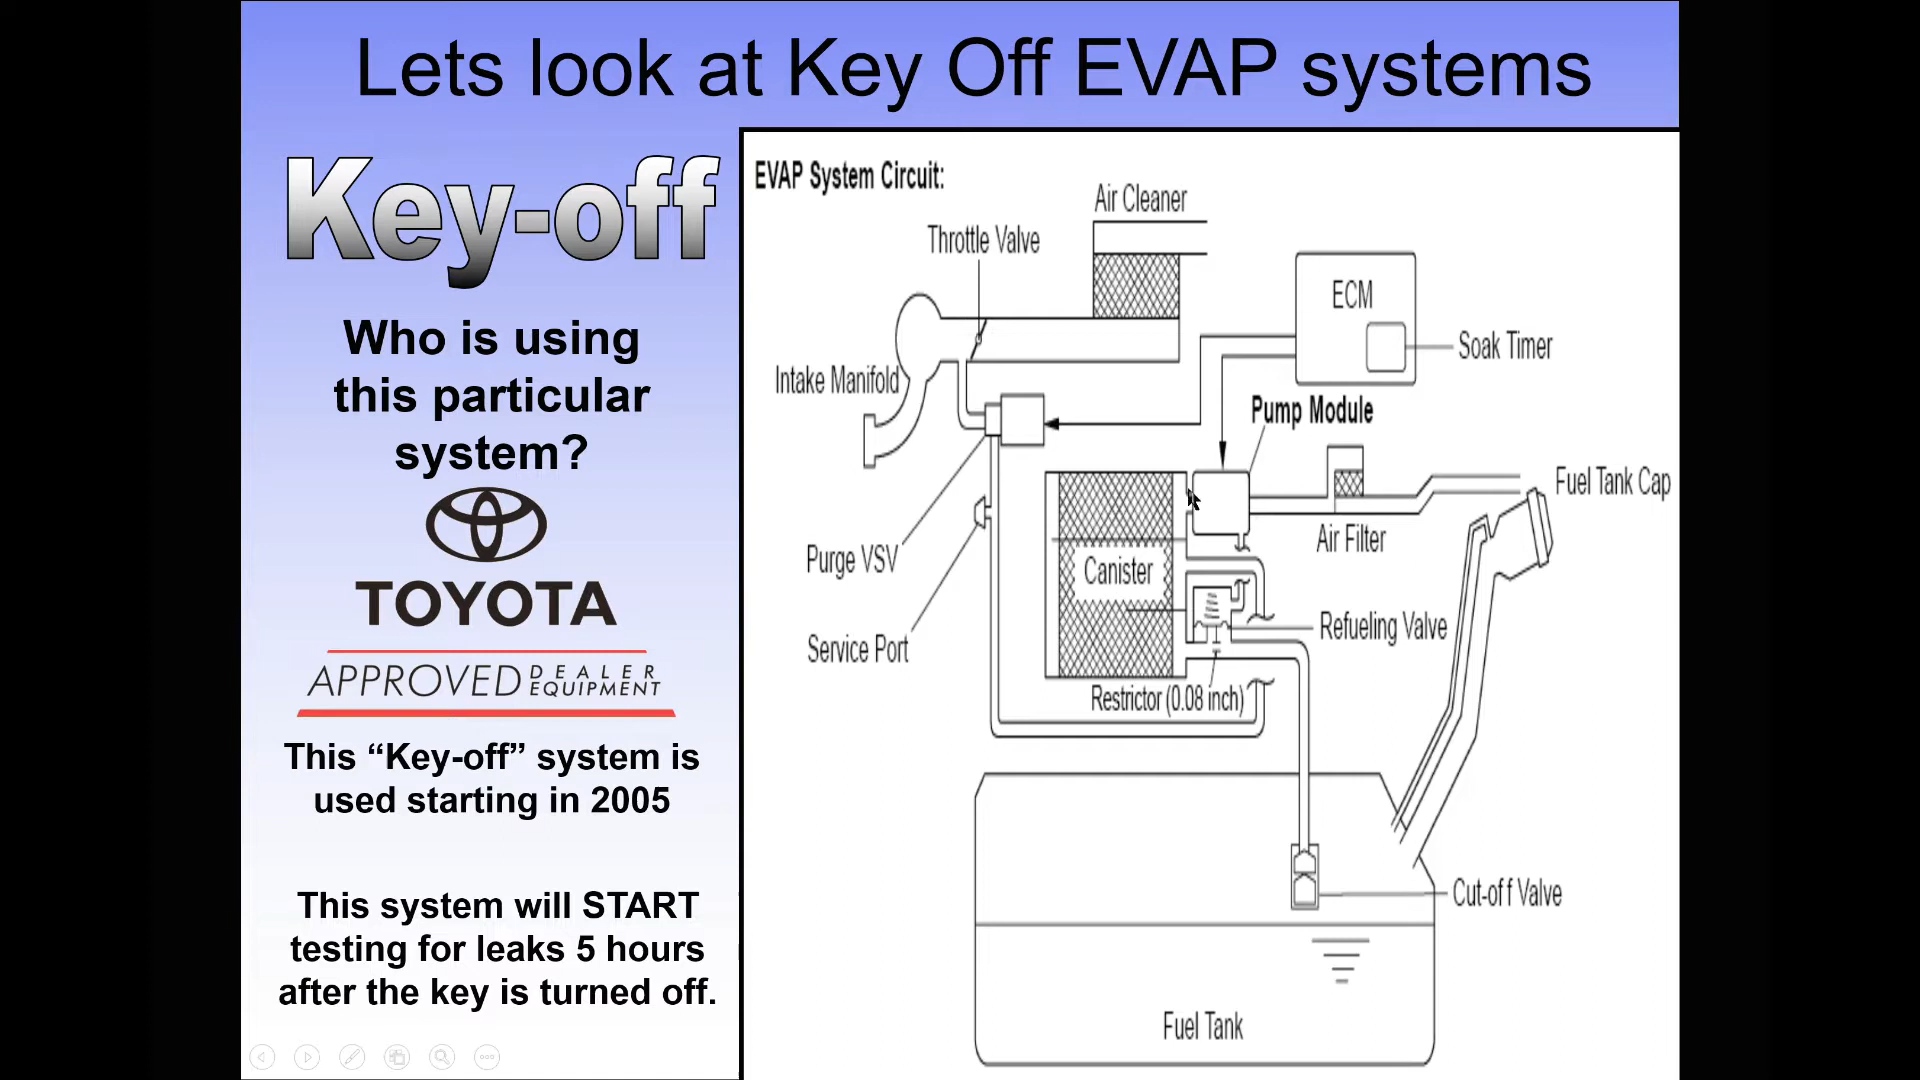 Lets look at Key Off EVAP systems
Key-off
Who is using
this particular
system?
TOYOTA
APPROVED DEALER EQUIPMENT
This “Key-off” system is
used starting in 2005
This system will START
testing for leaks 5 hours
after the key is turned off.
EVAP System Circuit:
Air Cleaner
Throttle Valve
ECM
Soak Timer
Intake Manifold
Pump Module
Fuel Tank Cap
Air Filter
Purge VSV
Canister
Refueling Valve
Service Port
Restrictor (0.08 inch)
Cut-off Valve
Fuel Tank